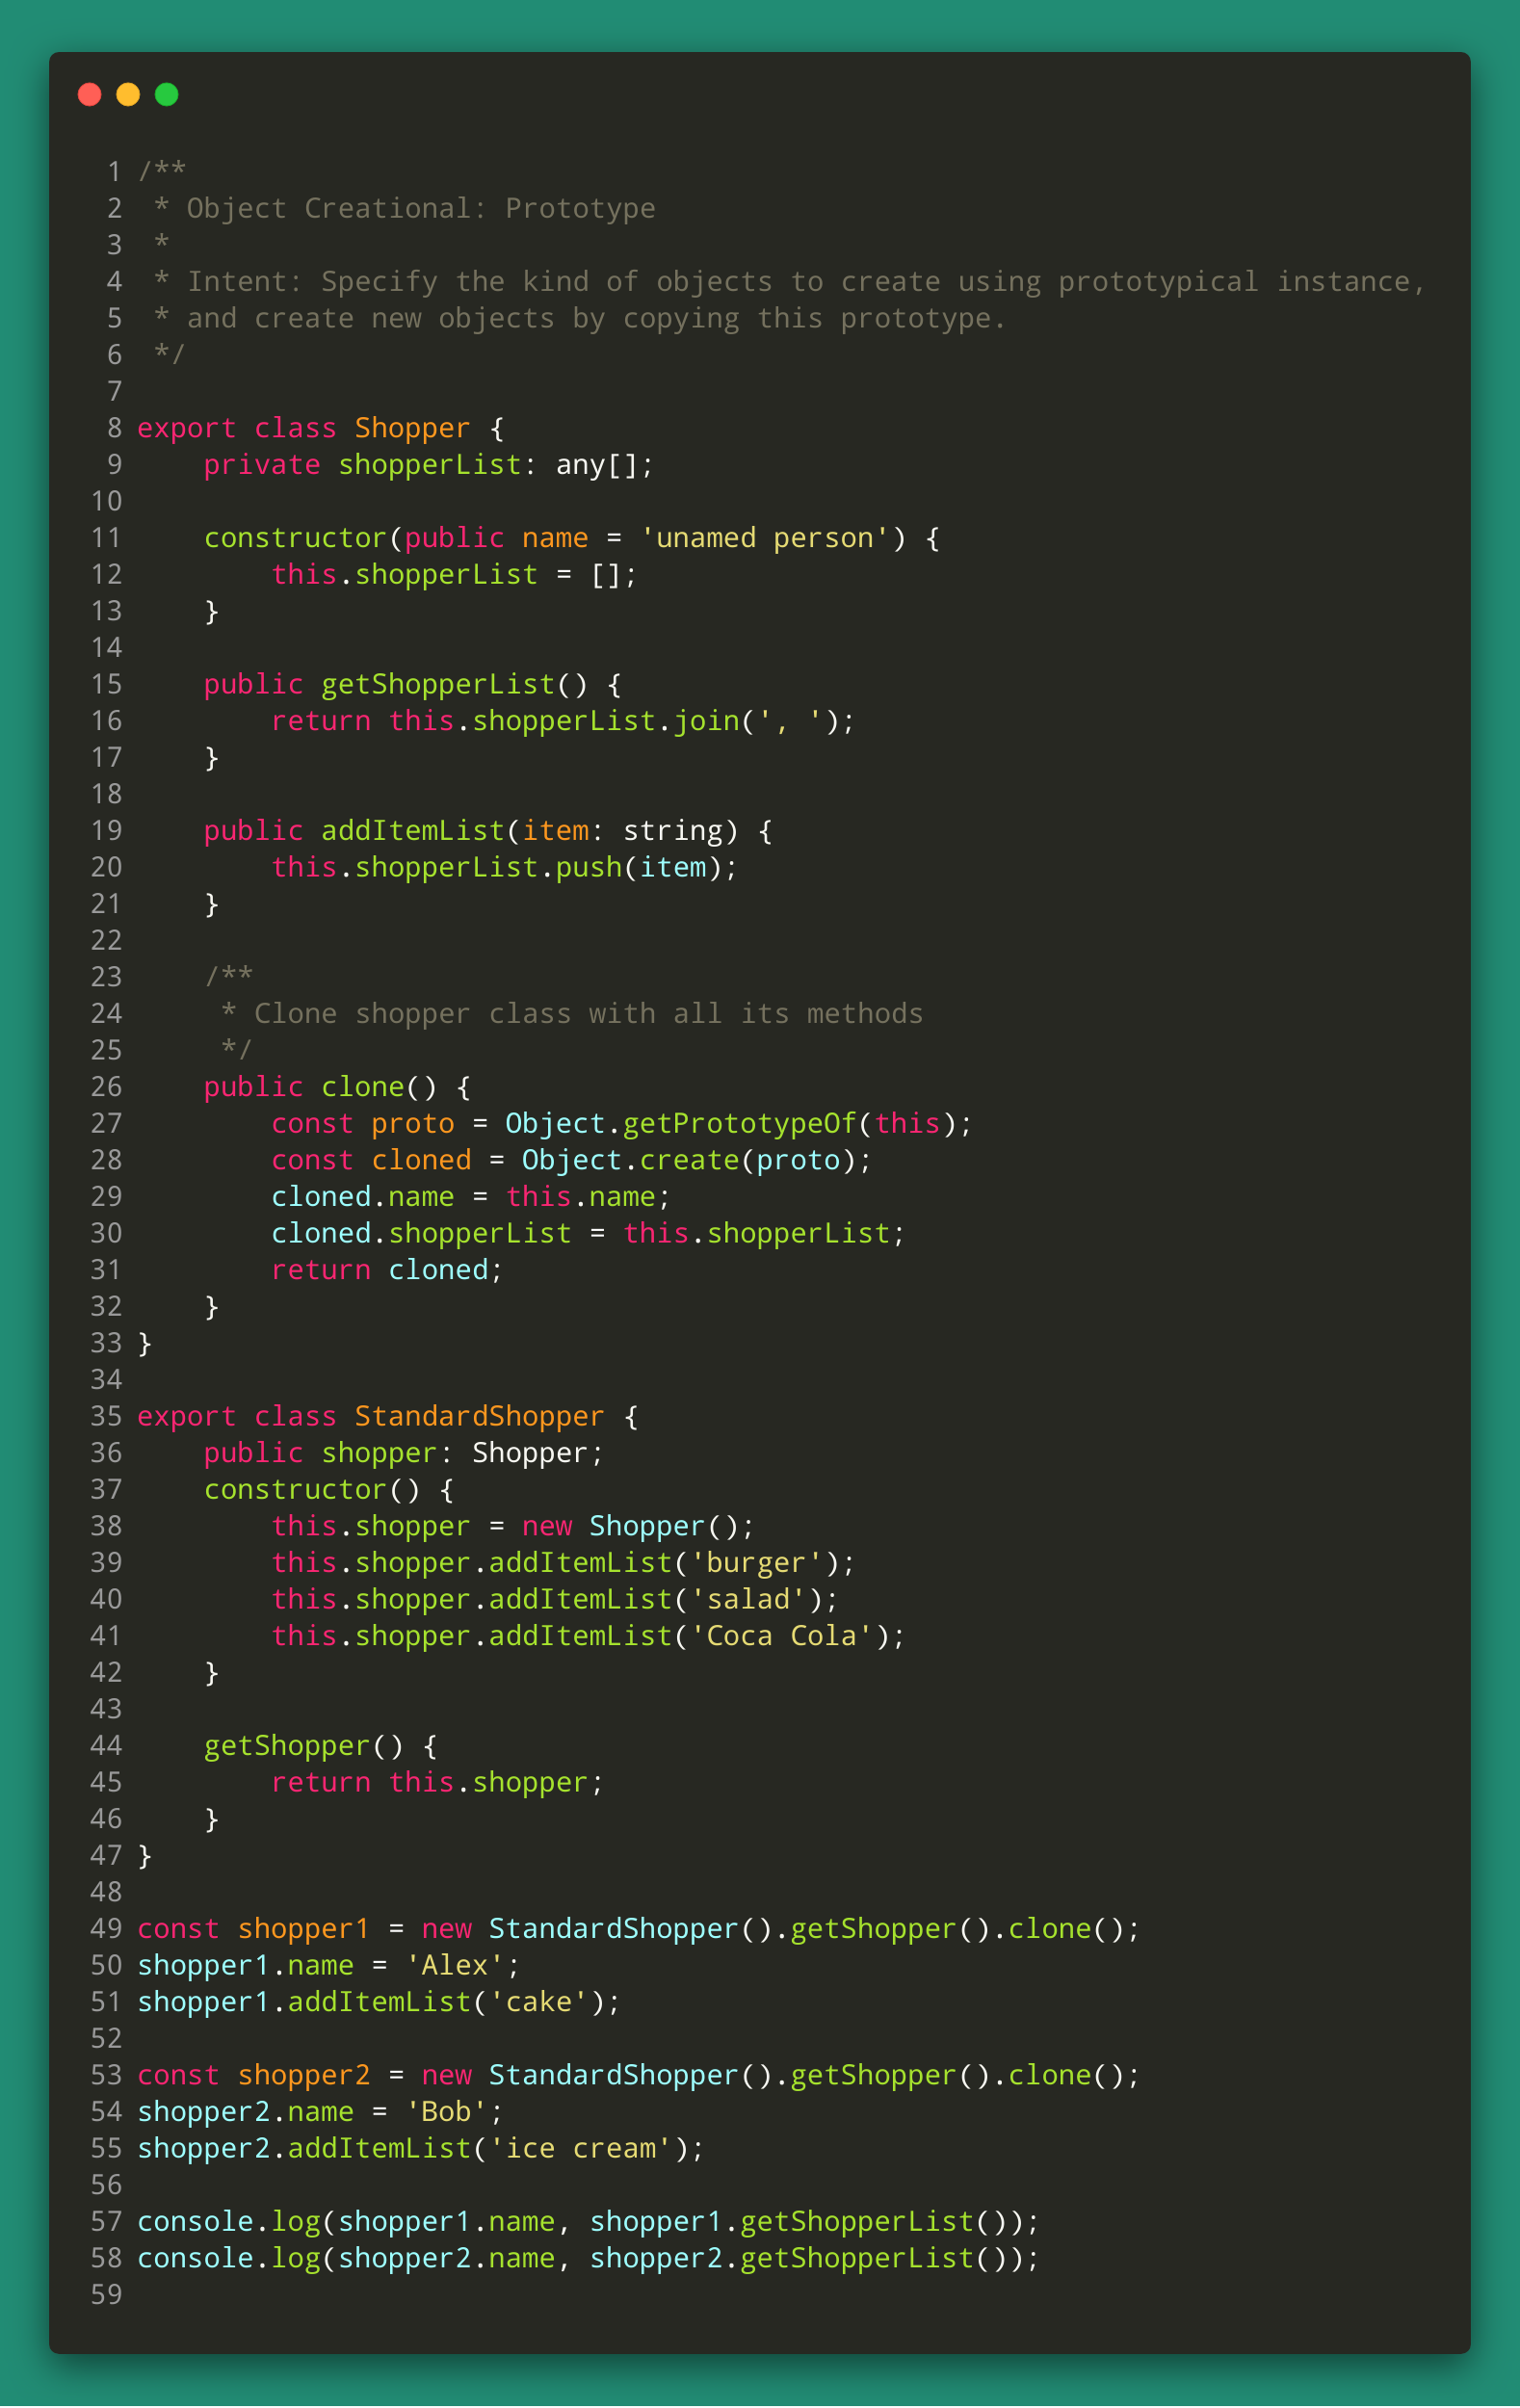 1 /**
2  * Object Creational: Prototype
3  *
4  * Intent: Specify the kind of objects to create using prototypical instance,
5  * and create new objects by copying this prototype.
6  */
7
8 export class Shopper {
9     private shopperList: any[];
10
11     constructor(public name = 'unamed person') {
12         this.shopperList = [];
13     }
14
15     public getShopperList() {
16         return this.shopperList.join(', ');
17     }
18
19     public addItemList(item: string) {
20         this.shopperList.push(item);
21     }
22
23     /**
24      * Clone shopper class with all its methods
25      */
26     public clone() {
27         const proto = Object.getPrototypeOf(this);
28         const cloned = Object.create(proto);
29         cloned.name = this.name;
30         cloned.shopperList = this.shopperList;
31         return cloned;
32     }
33 }
34
35 export class StandardShopper {
36     public shopper: Shopper;
37     constructor() {
38         this.shopper = new Shopper();
39         this.shopper.addItemList('burger');
40         this.shopper.addItemList('salad');
41         this.shopper.addItemList('Coca Cola');
42     }
43
44     getShopper() {
45         return this.shopper;
46     }
47 }
48
49 const shopper1 = new StandardShopper().getShopper().clone();
50 shopper1.name = 'Alex';
51 shopper1.addItemList('cake');
52
53 const shopper2 = new StandardShopper().getShopper().clone();
54 shopper2.name = 'Bob';
55 shopper2.addItemList('ice cream');
56
57 console.log(shopper1.name, shopper1.getShopperList());
58 console.log(shopper2.name, shopper2.getShopperList());
59